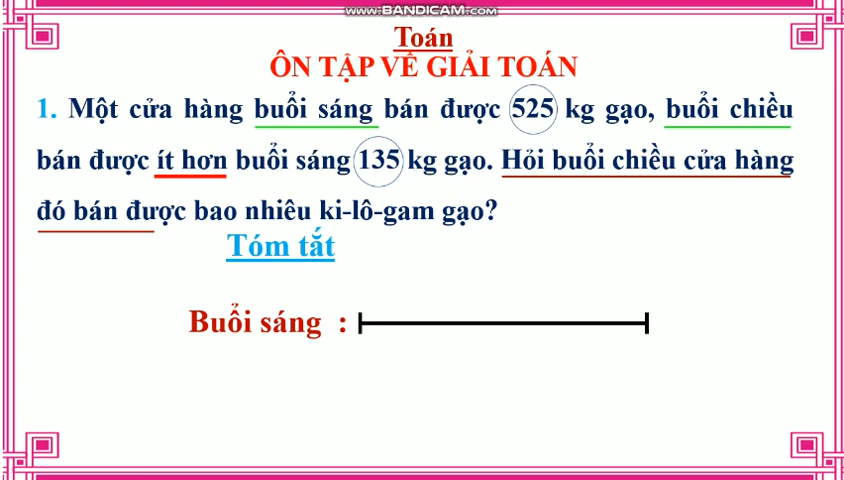 www.BANDICAM.com
Toán
ÔN TẬP VỀ GIẢI TOÁN
1. Một cửa hàng buổi sáng bán được 525 kg gạo, buổi chiều
bán được ít hơn buổi sáng 135 kg gạo. Hỏi buổi chiều cửa hàng
đó bán được bao nhiêu ki-lô-gam gạo?
Tóm tắt
Buổi sáng :